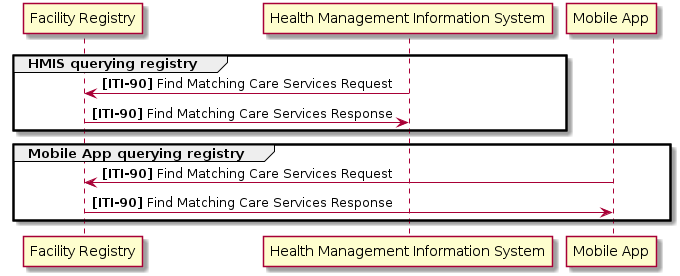 Facility Registry
Health Management Information System
Mobile App
HMIS querying registry
[ITI-90] Find Matching Care Services Request
[ITI-90] Find Matching Care Services Response
Mobile App querying registry
[ITI-90] Find Matching Care Services Request
[ITI-90] Find Matching Care Services Response
Facility Registry
Health Management Information System
Mobile App